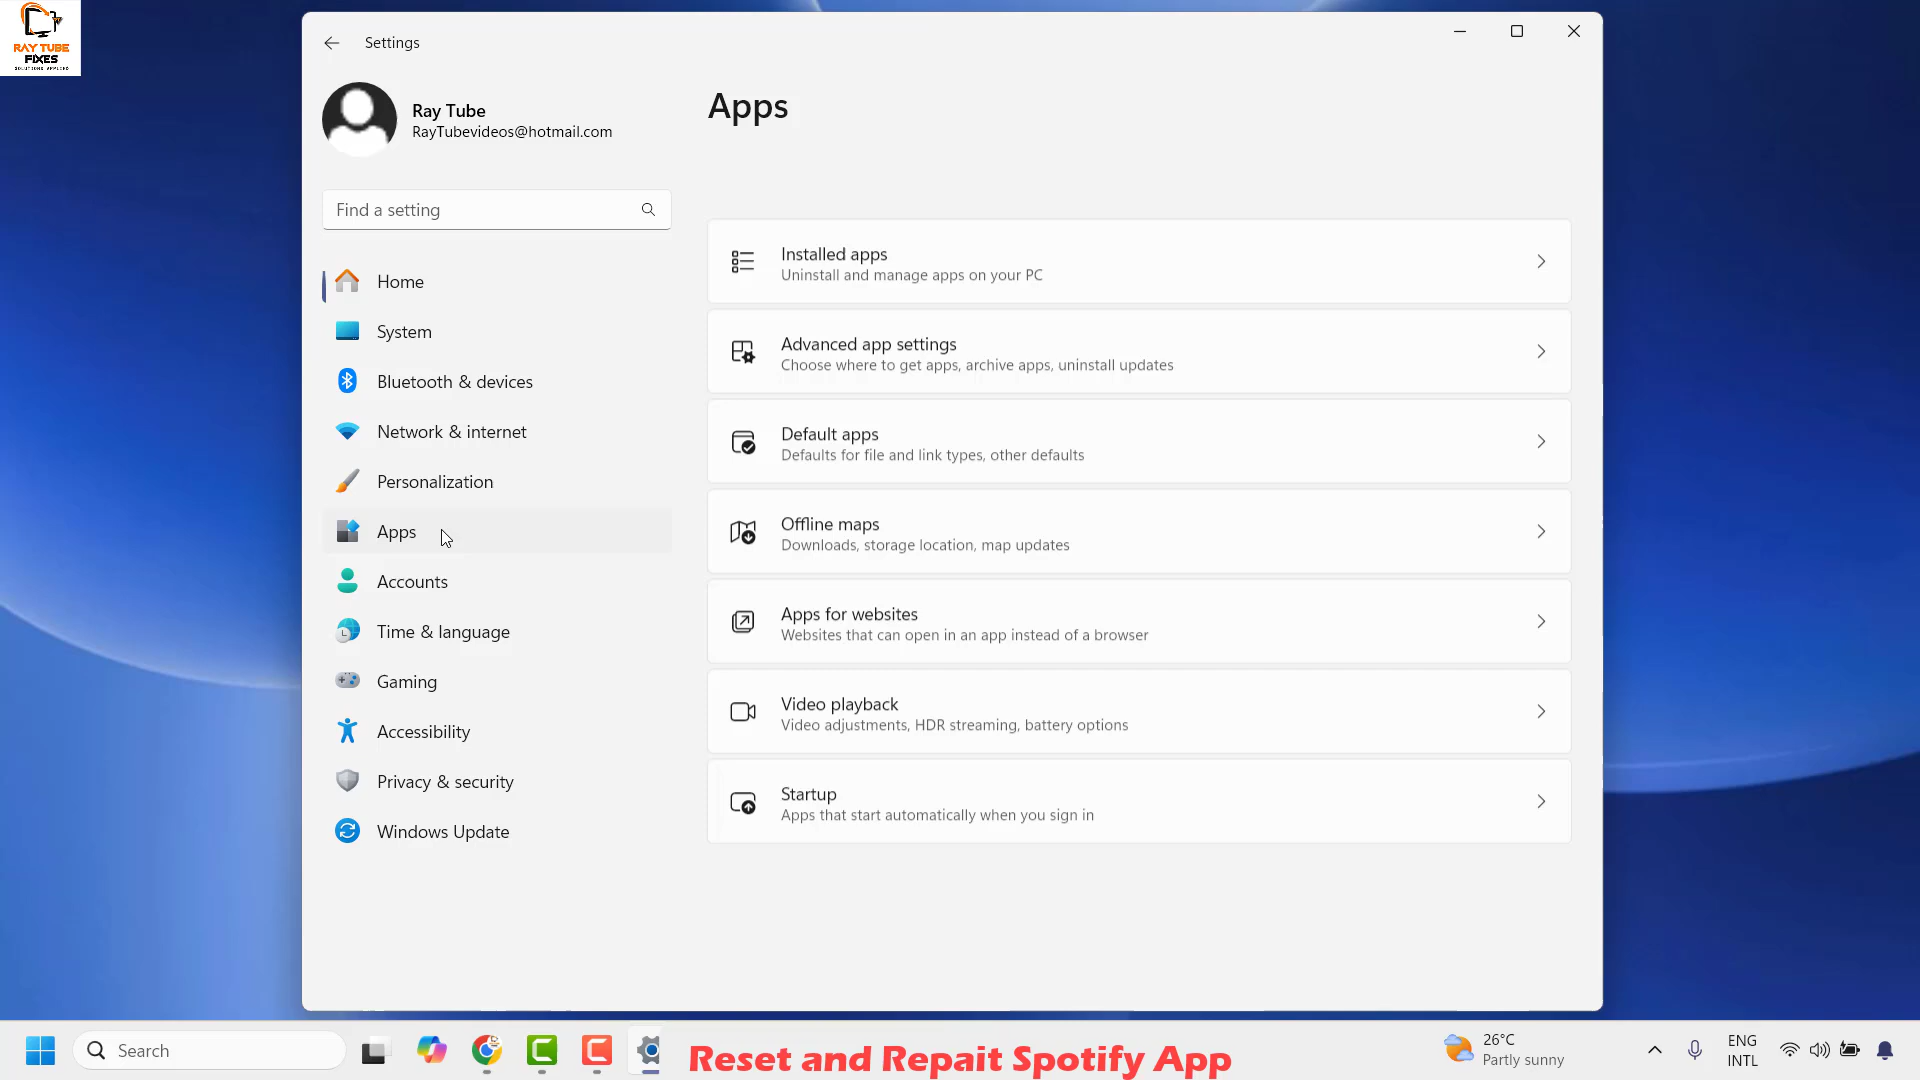 RAY TUBE
FIXES
SOLUTIONS APPLIED
Settings
Ray Tube
RayTubevideos@hotmail.com
Find a setting
Home
System
Bluetooth & devices
Network & internet
Personalization
Apps
Accounts
Time & language
Gaming
Accessibility
Privacy & security
Windows Update
Apps
Installed apps
Uninstall and manage apps on your PC
Advanced app settings
Choose where to get apps, archive apps, uninstall updates
Default apps
Defaults for file and link types, other defaults
Offline maps
Downloads, storage location, map updates
Apps for websites
Websites that can open in an app instead of a browser
Video playback
Video adjustments, HDR streaming, battery options
Startup
Apps that start automatically when you sign in
Search
Reset and Repait Spotify App
26°C
Partly sunny
ENG
INTL